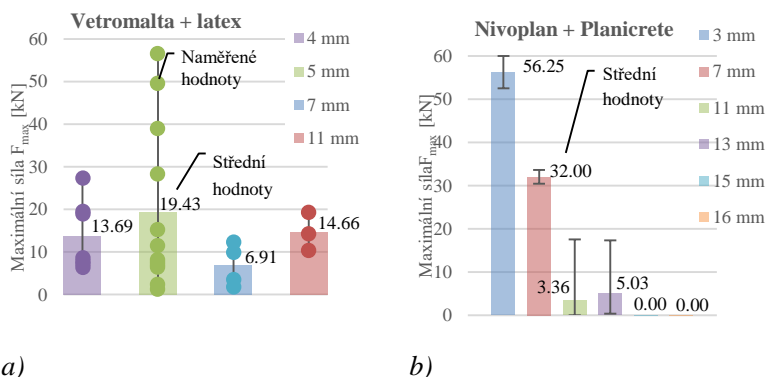 Vetromalta + latex
Maximální síla Fmax [kN]
60
50
40
30
20
10
0
Naměřené
hodnoty
Střední
hodnoty
13.69
19.43
6.91
14.66
4 mm
5 mm
7 mm
11 mm
a)
Nivoplan + Planicrete
Maximální sílaFmax [kN]
60
50
40
30
20
10
0
56.25
Střední
hodnoty
32.00
3.36
5.03
0.00
0.00
3 mm
7 mm
11 mm
13 mm
15 mm
16 mm
b)